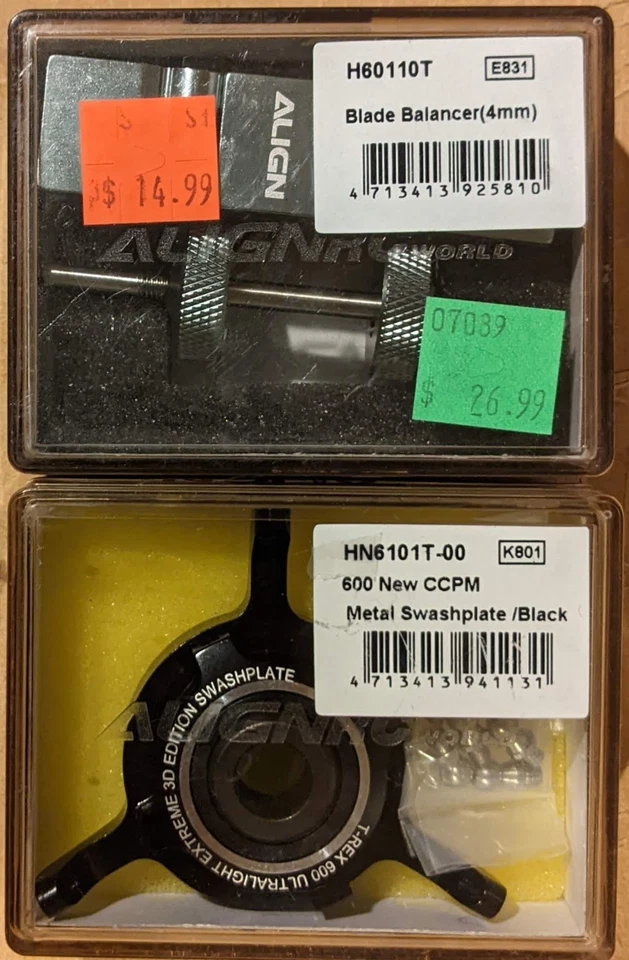 H60110T E831
Blade Balancer(4mm)
4 713413 925810
ALIGN
$ 14.99
ALIGNRC WORLD
07089
$ 26.99
HN6101T-00 K801
600 New CCPM
Metal Swashplate /Black
4 713413 941131
T-REX 600 ULTRALIGHT EXTREME 3D EDITION SWASHPLATE
ALIGNRC